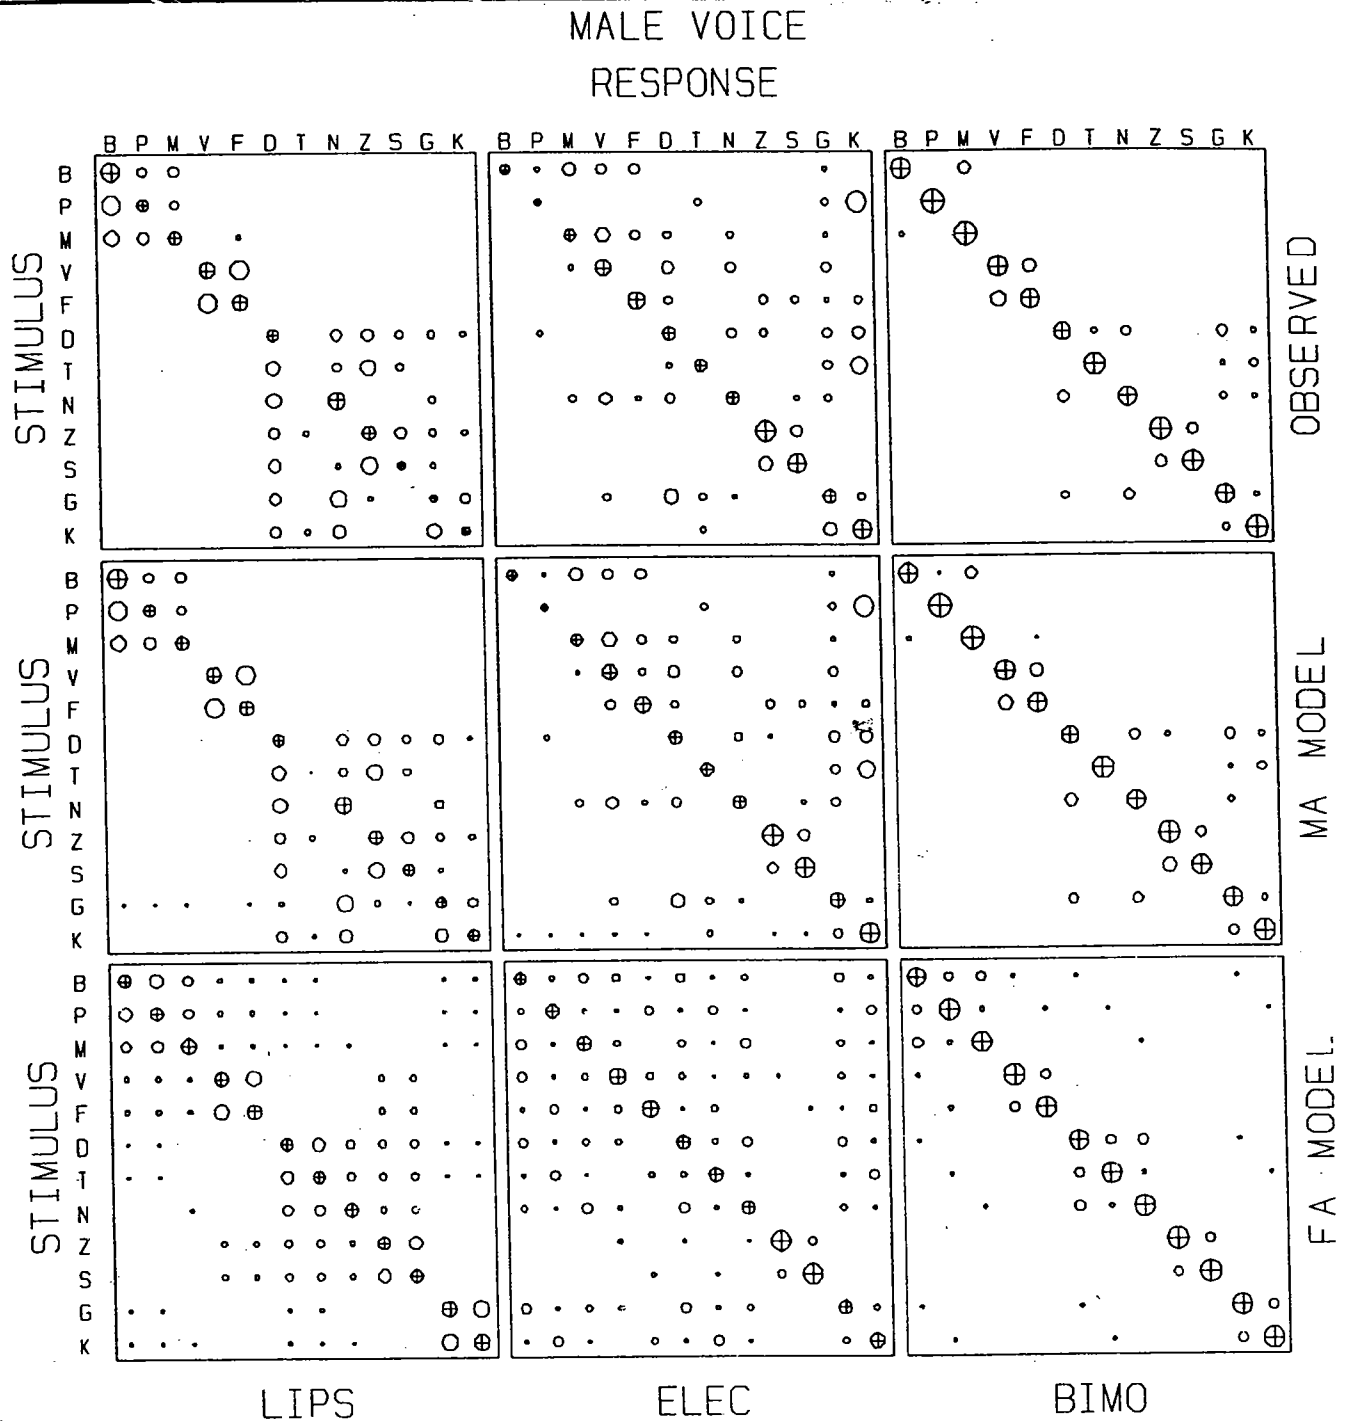 MALE VOICE
RESPONSE
B P M V F D T N Z S G K B P M V F D T N Z S G K B P M V F D T N Z S G K
STIMULUS
B
P
M
V
F
D
T
N
Z
S
G
K
OBSERVED
STIMULUS
B
P
M
V
F
D
T
N
Z
S
G
K
MA MODEL
STIMULUS
B
P
M
V
F
D
T
N
Z
S
G
K
FA MODEL
LIPS ELEC BIMO